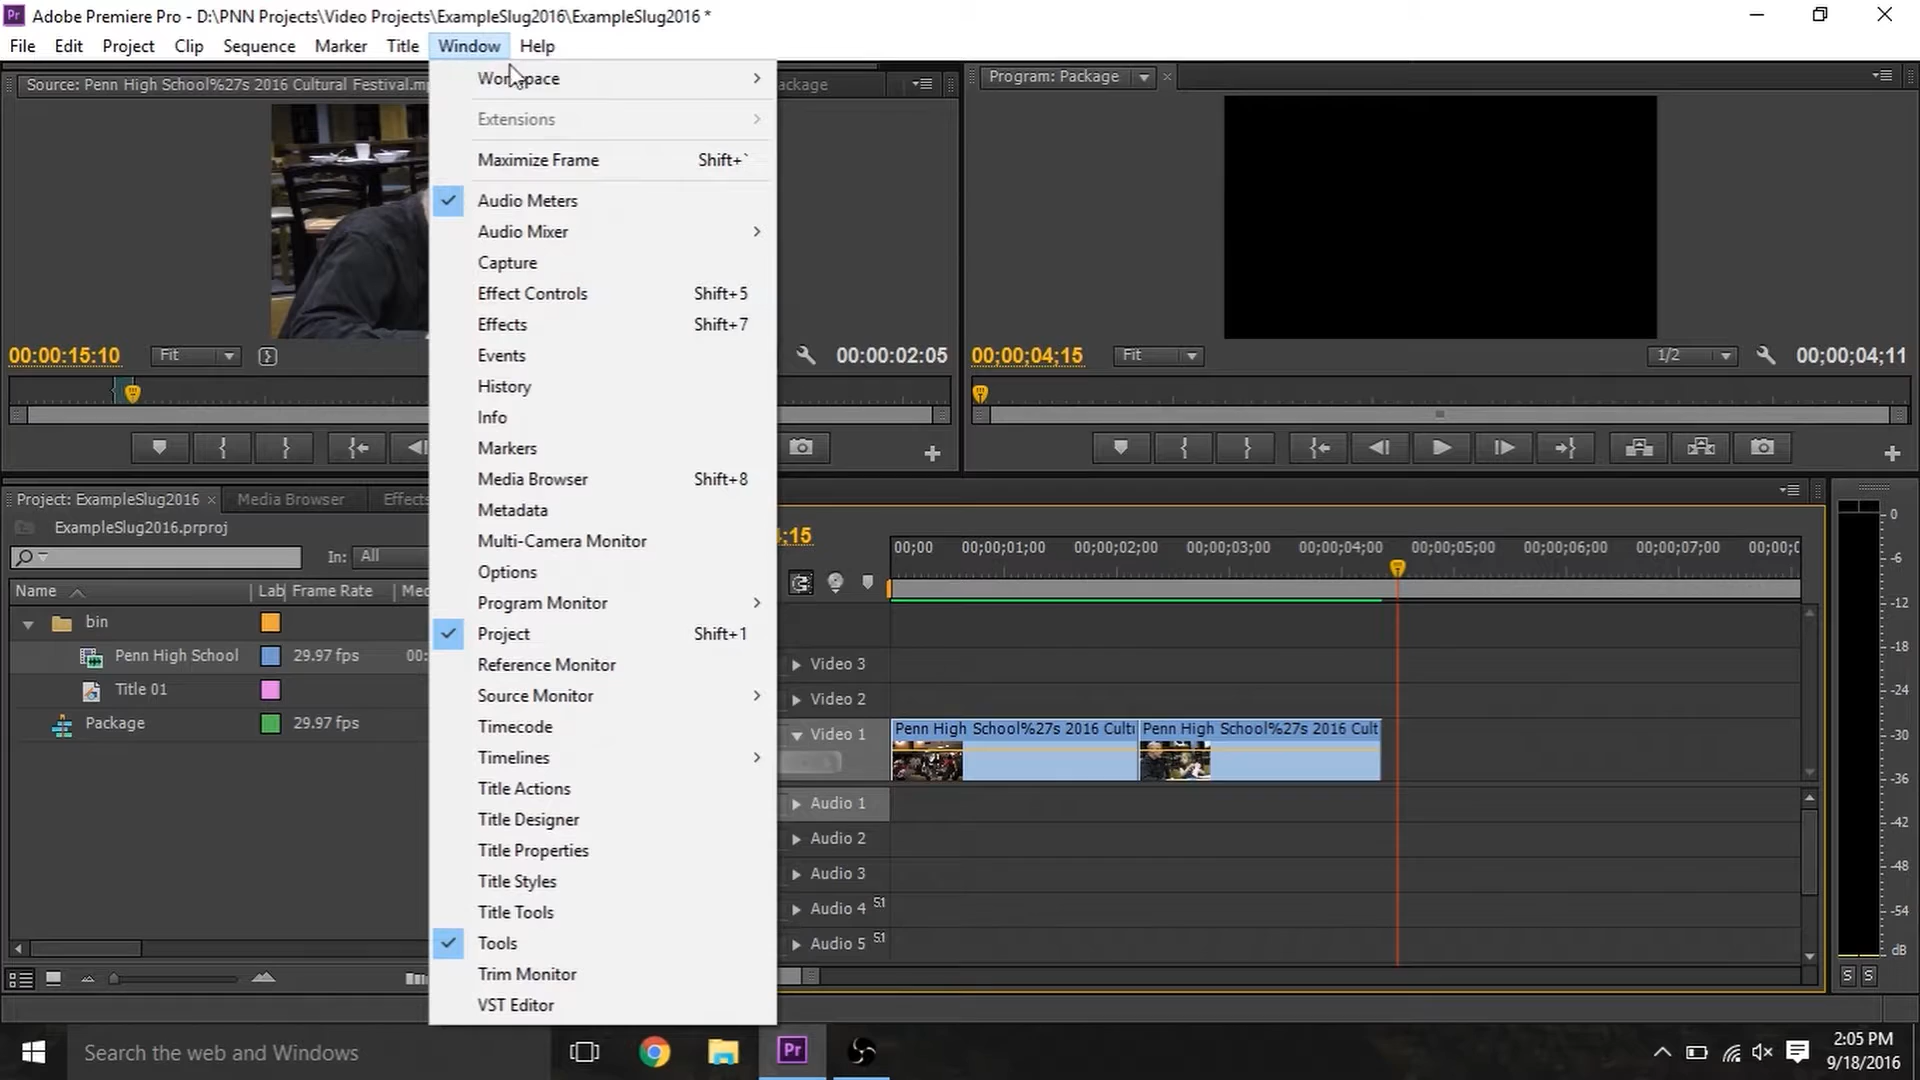 Adobe Premiere Pro - D:\PNN Projects\Video Projects\ExampleSlug2016\ExampleSlug2016 *
File Edit Project Clip Sequence Marker Title Window Help
Source: Penn High School%27s 2016 Cultural Festival.mp
Program: Package
Workspace
Extensions
Maximize Frame Shift+`
Audio Meters
Audio Mixer
Capture
Effect Controls Shift+5
Effects Shift+7
Events
History
Info
Markers
Media Browser Shift+8
Metadata
Multi-Camera Monitor
Options
Program Monitor
Project Shift+1
Reference Monitor
Source Monitor
Timecode
Timelines
Title Actions
Title Designer
Title Properties
Title Styles
Title Tools
Tools
Trim Monitor
VST Editor
ackage
00:00:15:10 Fit 00:00:02:05
00;00;04;15 Fit 1/2 00;00;04;11
Project: ExampleSlug2016 Media Browser Effects
ExampleSlug2016.prproj
In: All
Name Lab Frame Rate Med
bin
Penn High School 29.97 fps 00:
Title 01
Package 29.97 fps
4;15
00;00 00;00;01;00 00;00;02;00 00;00;03;00 00;00;04;00 00;00;05;00 00;00;06;00 00;00;07;00 00;00;0
Video 3
Video 2
Video 1
Penn High School%27s 2016 Cultu Penn High School%27s 2016 Cult
Audio 1
Audio 2
Audio 3
Audio 4 51
Audio 5 51
0
-6
-12
-18
-24
-30
-36
-42
-48
-54
dB
S S
Search the web and Windows
Pr
2:05 PM
9/18/2016